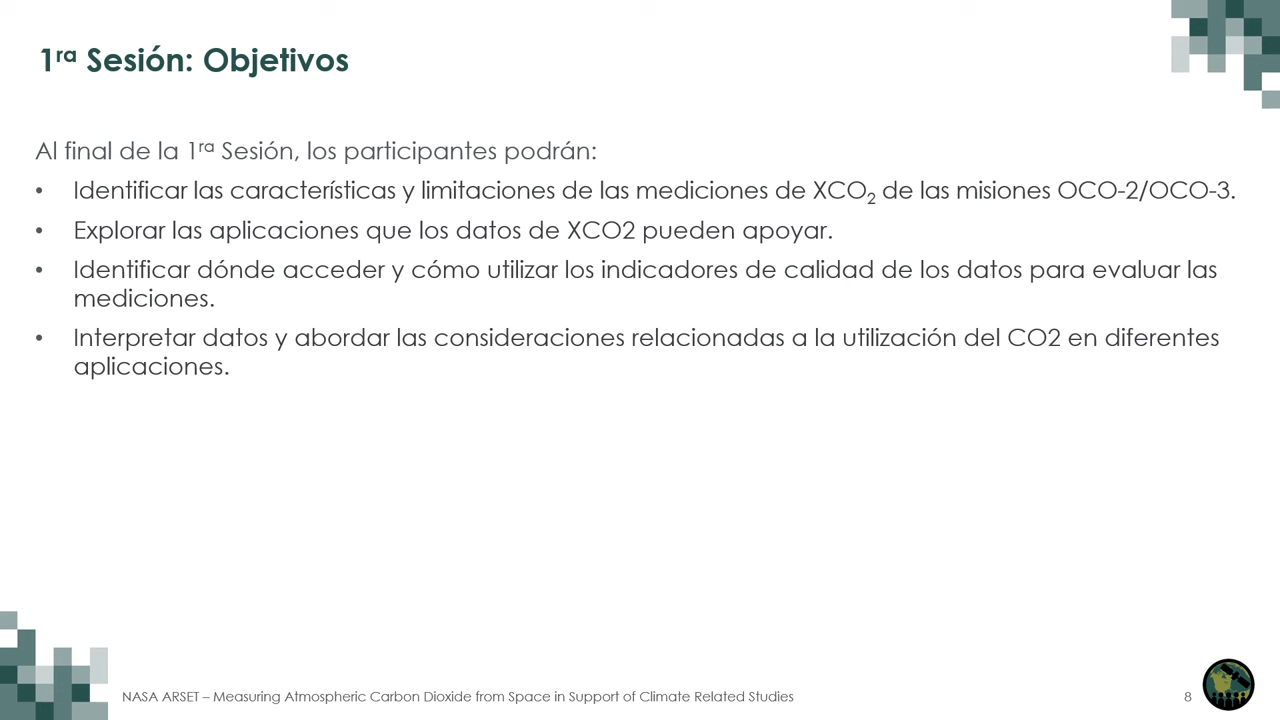 1ra Sesión: Objetivos
Al final de la 1ra Sesión, los participantes podrán:
• Identificar las características y limitaciones de las mediciones de XCO2 de las misiones OCO-2/OCO-3.
• Explorar las aplicaciones que los datos de XCO2 pueden apoyar.
• Identificar dónde acceder y cómo utilizar los indicadores de calidad de los datos para evaluar las
mediciones.
• Interpretar datos y abordar las consideraciones relacionadas a la utilización del CO2 en diferentes
aplicaciones.
NASA ARSET – Measuring Atmospheric Carbon Dioxide from Space in Support of Climate Related Studies
8